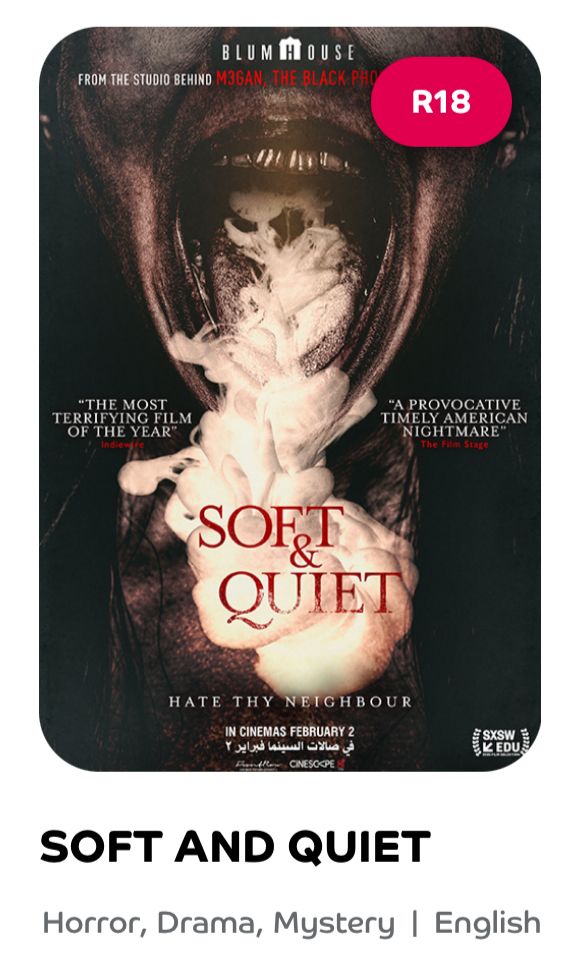 BLUMHOUSE
FROM THE STUDIO BEHIND M3GAN, THE BLACK PHO
R18
“THE MOST
TERRIFYING FILM
OF THE YEAR”
Indiewire
“A PROVOCATIVE
TIMELY AMERICAN
NIGHTMARE”
The Film Stage
SOFT
&
QUIET
HATE THY NEIGHBOUR
IN CINEMAS FEBRUARY 2
في صالات السينما فبراير ٢
CINESCAPE
SXSW
EDU
SOFT AND QUIET
Horror, Drama, Mystery | English